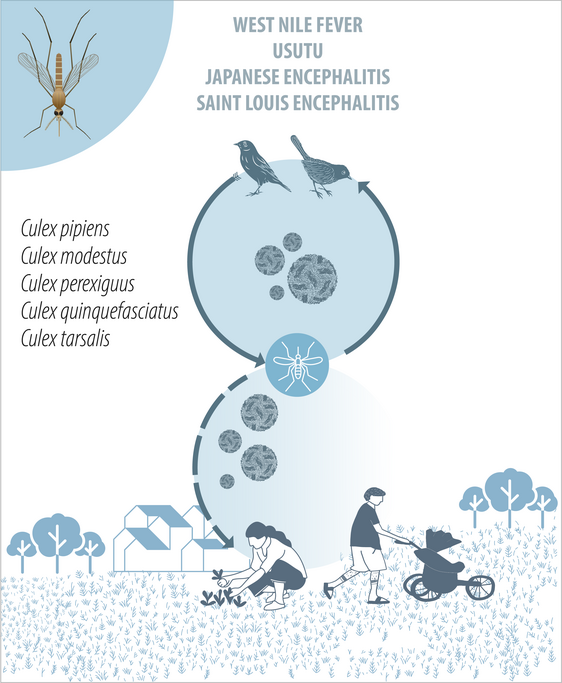 WEST NILE FEVER
USUTU
JAPANESE ENCEPHALITIS
SAINT LOUIS ENCEPHALITIS
Culex pipiens
Culex modestus
Culex perexiguus
Culex quinquefasciatus
Culex tarsalis